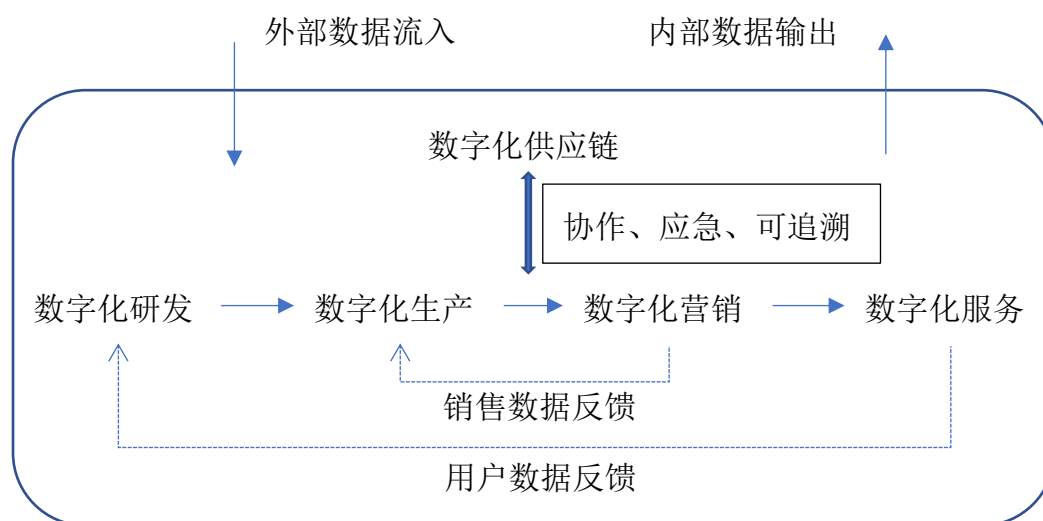 外部数据流入
内部数据输出
数字化供应链
协作、应急、可追溯
数字化研发
数字化生产
数字化营销
数字化服务
销售数据反馈
用户数据反馈